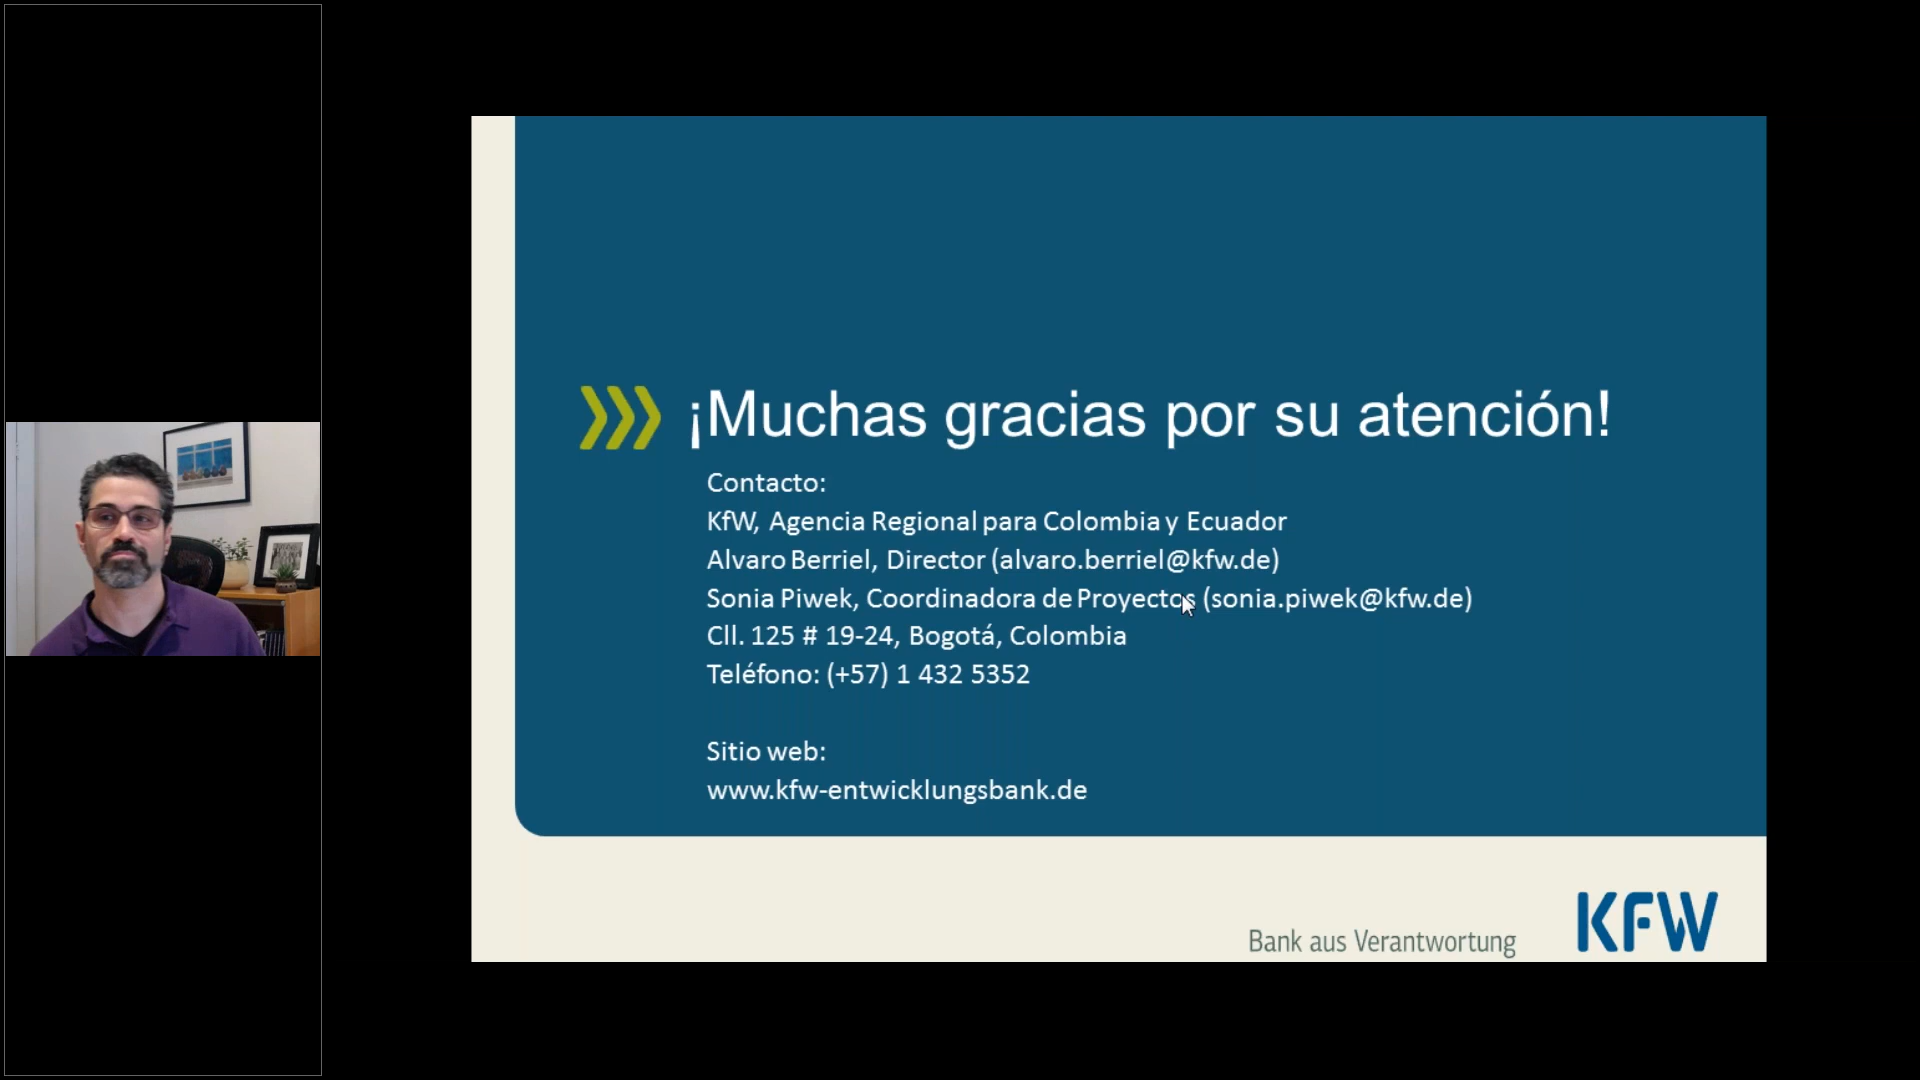 ¡Muchas gracias por su atención!
Contacto:
KfW, Agencia Regional para Colombia y Ecuador
Alvaro Berriel, Director (alvaro.berriel@kfw.de)
Sonia Piwek, Coordinadora de Proyectos (sonia.piwek@kfw.de)
Cll. 125 # 19-24, Bogotá, Colombia
Teléfono: (+57) 1 432 5352
Sitio web:
www.kfw-entwicklungsbank.de
Bank aus Verantwortung
KFW